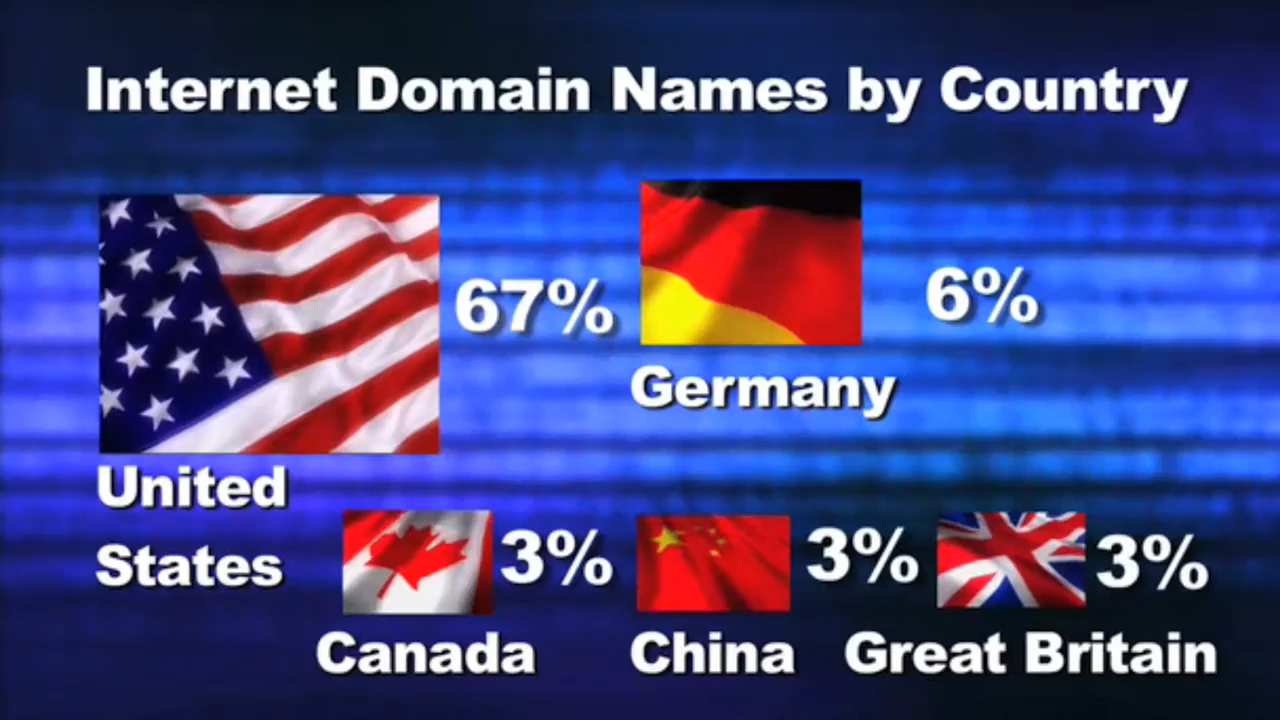 Internet Domain Names by Country
67%
6%
Germany
United
States
3%
3%
3%
Canada
China
Great Britain